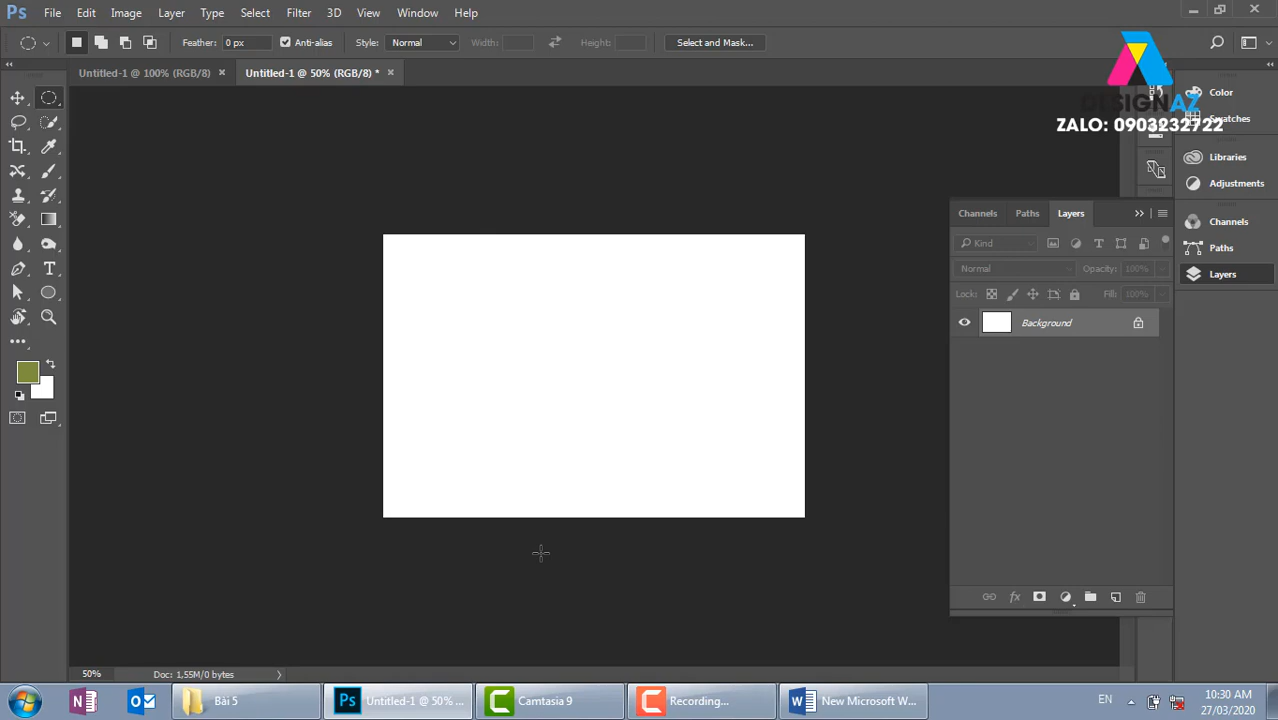 Ps File Edit Image Layer Type Select Filter 3D View Window Help
Feather: 0 px Anti-alias Style: Normal Width: Height: Select and Mask...
Untitled-1 @ 100% (RGB/8) × Untitled-1 @ 50% (RGB/8) * ×
DESIGNAZ
ZALO: 0903232722
Color
Swatches
Libraries
Adjustments
Channels
Paths
Layers
Channels Paths Layers
Kind
Normal Opacity: 100%
Lock: Fill: 100%
Background
fx
50% Doc: 1,55M/0 bytes
Bài 5
Ps Untitled-1 @ 50% ...
Camtasia 9
Recording...
New Microsoft W...
EN
10:30 AM
27/03/2020